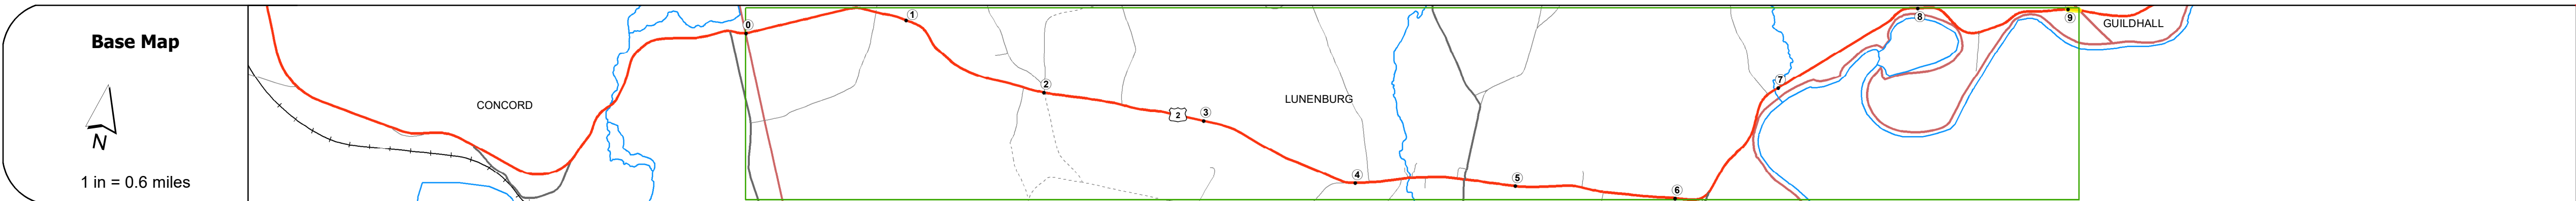 Base Map
N
1 in = 0.6 miles
CONCORD
0
1
2
2
3
LUNENBURG
4
5
6
7
8
9
GUILDHALL